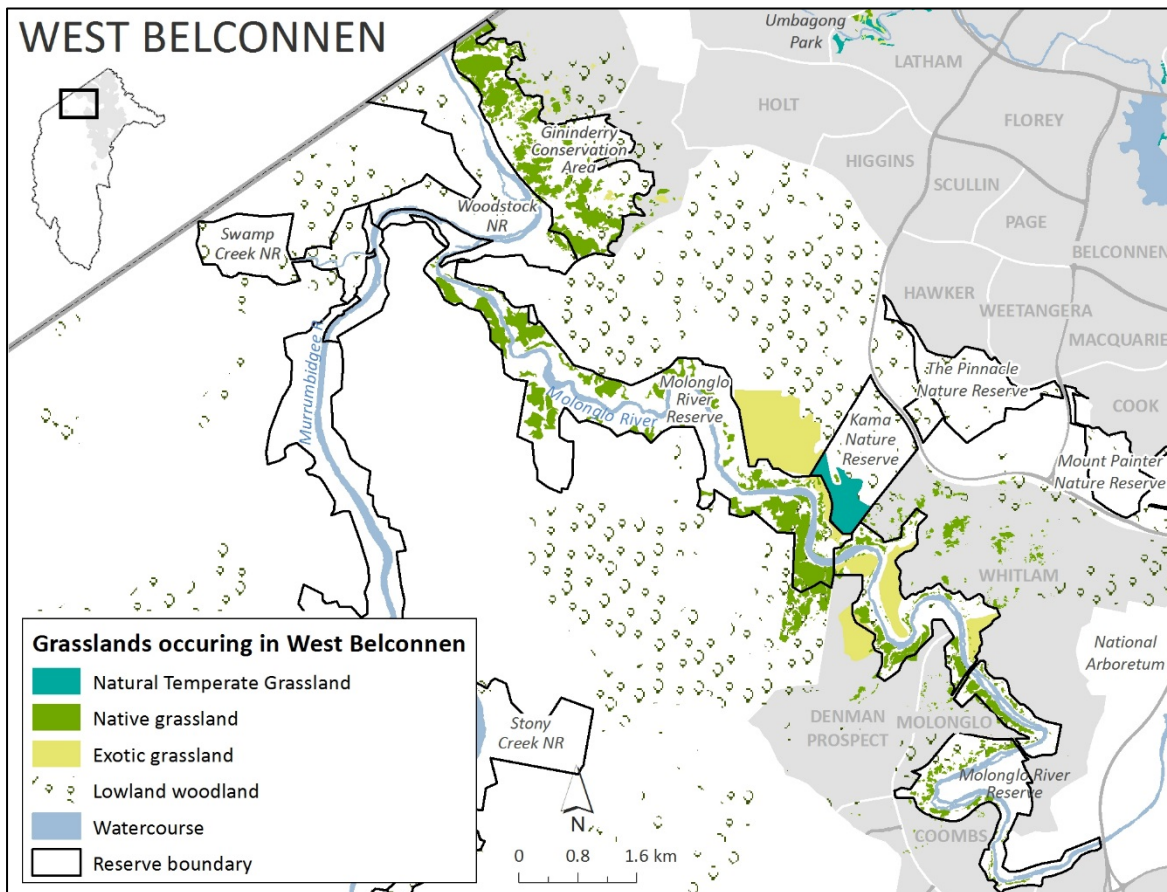 WEST BELCONNEN
Umbagong
Park
LATHAM
HOLT
FLOREY
Gininderry
Conservation
Area
HIGGINS
SCULLIN
Woodstock
NR
PAGE
Swamp
Creek NR
BELCONNEN
HAWKER
WEETANGERA
MACQUARIE
Murrumbidgee R
The Pinnacle
Nature Reserve
Molonglo
River
Reserve
Molonglo River
COOK
Kama
Nature
Reserve
Mount Painter
Nature Reserve
WHITLAM
National
Arboretum
Grasslands occuring in West Belconnen
Natural Temperate Grassland
Native grassland
Exotic grassland
Lowland woodland
Watercourse
Reserve boundary
Stony
Creek NR
DENMAN
PROSPECT
MOLONGLO
Molonglo River
Reserve
COOMBS
N
0 0.8 1.6 km